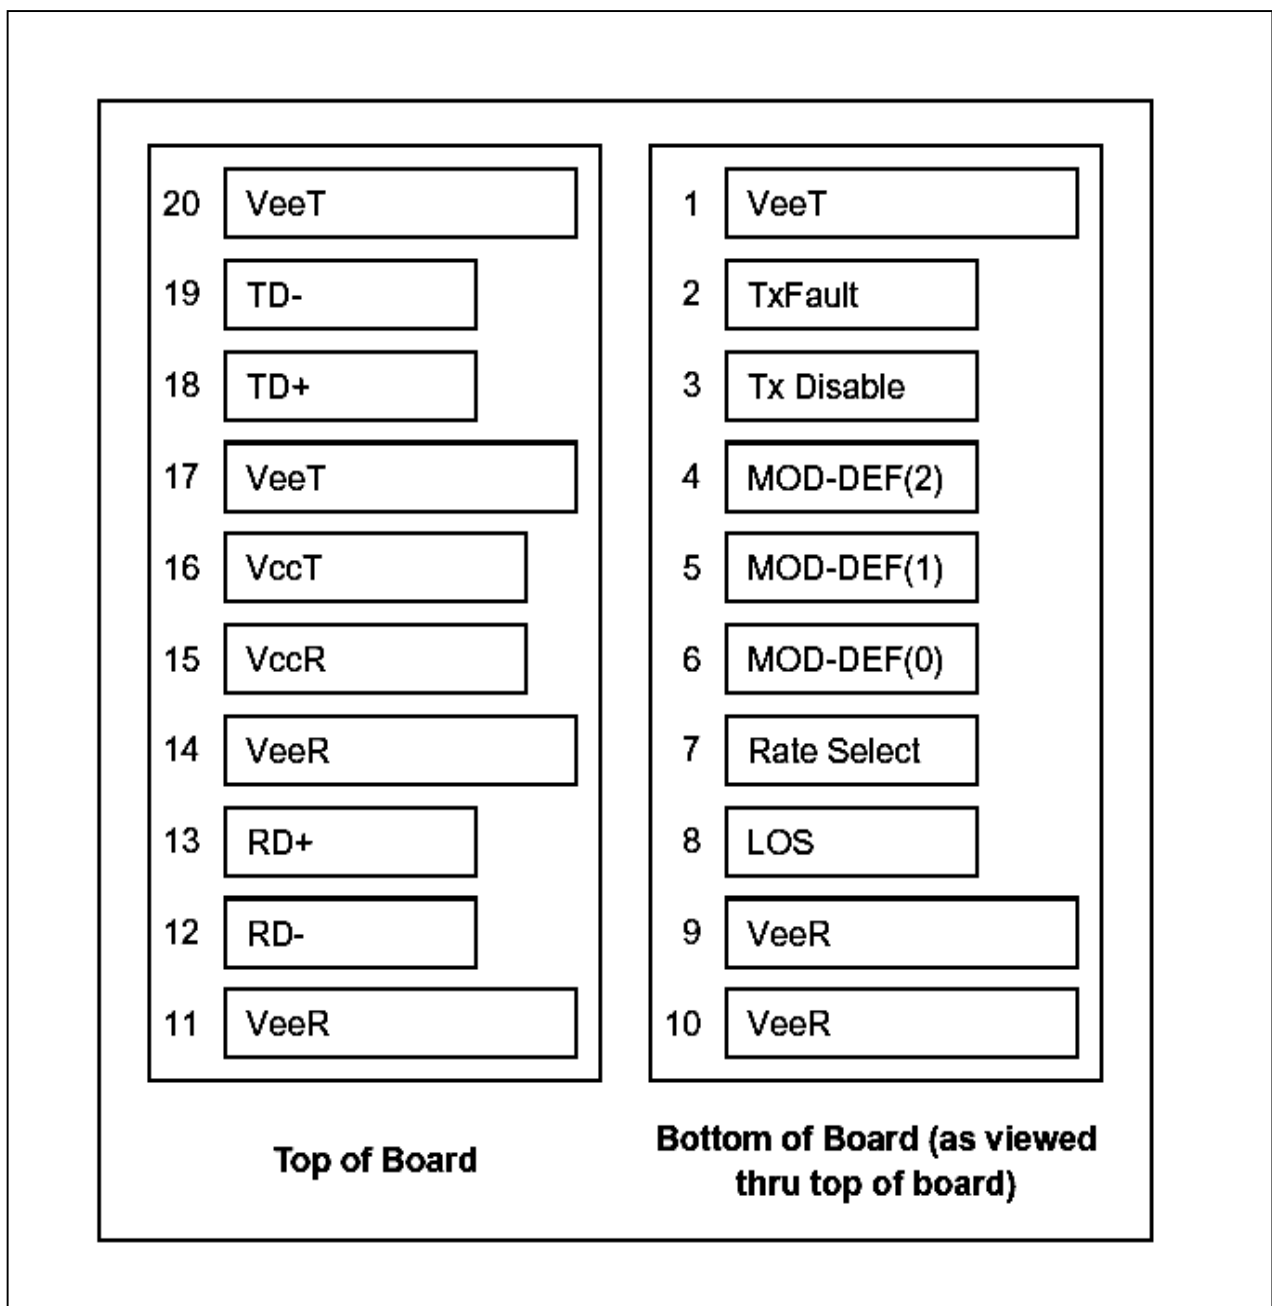 20 VeeT
19 TD-
18 TD+
17 VeeT
16 VccT
15 VccR
14 VeeR
13 RD+
12 RD-
11 VeeR
Top of Board
1 VeeT
2 TxFault
3 Tx Disable
4 MOD-DEF(2)
5 MOD-DEF(1)
6 MOD-DEF(0)
7 Rate Select
8 LOS
9 VeeR
10 VeeR
Bottom of Board (as viewed
thru top of board)